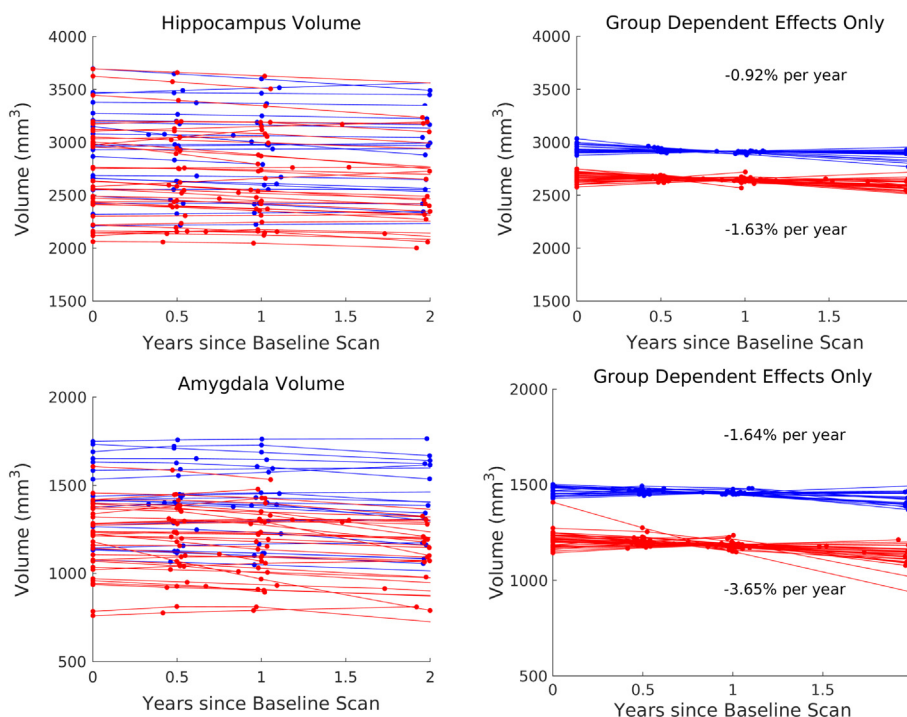 Hippocampus Volume
4000
3500
3000
2500
2000
1500
Volume (mm³)
0 0.5 1 1.5 2
Years since Baseline Scan
Group Dependent Effects Only
4000
3500
3000
2500
2000
1500
Volume (mm³)
-0.92% per year
-1.63% per year
0 0.5 1 1.5
Years since Baseline Scan
Amygdala Volume
2000
1500
1000
500
Volume (mm³)
0 0.5 1 1.5 2
Years since Baseline Scan
Group Dependent Effects Only
2000
1500
1000
500
Volume (mm³)
-1.64% per year
-3.65% per year
0 0.5 1 1.5
Years since Baseline Scan